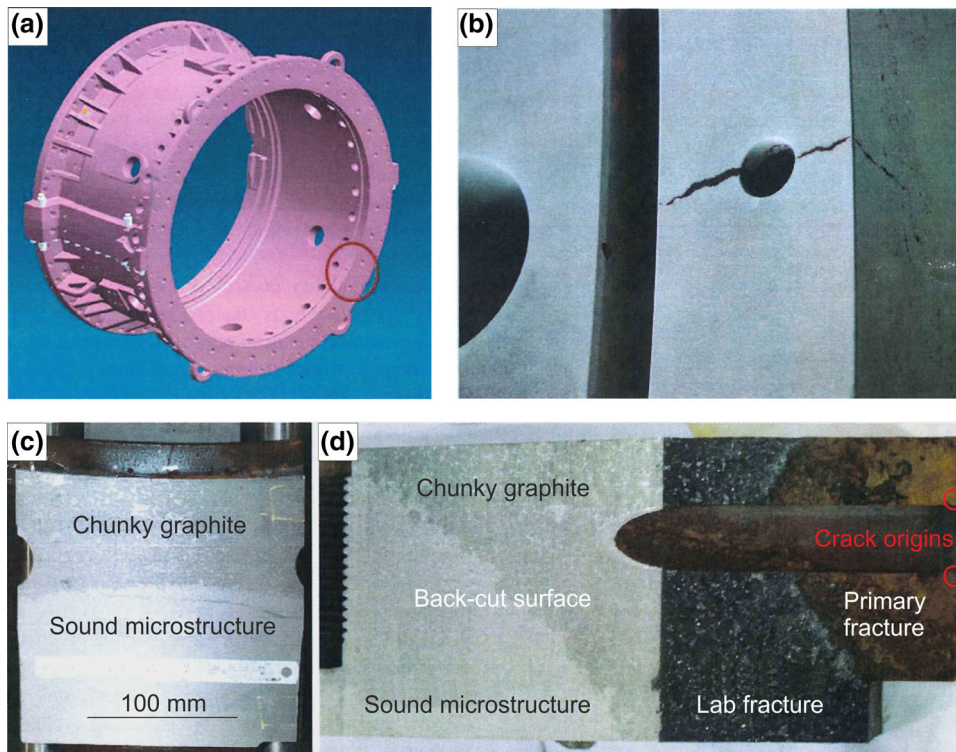 (a)
(b)
(c)
Chunky graphite
Sound microstructure
100 mm
(d)
Chunky graphite
Crack origins
Back-cut surface
Primary
fracture
Sound microstructure
Lab fracture